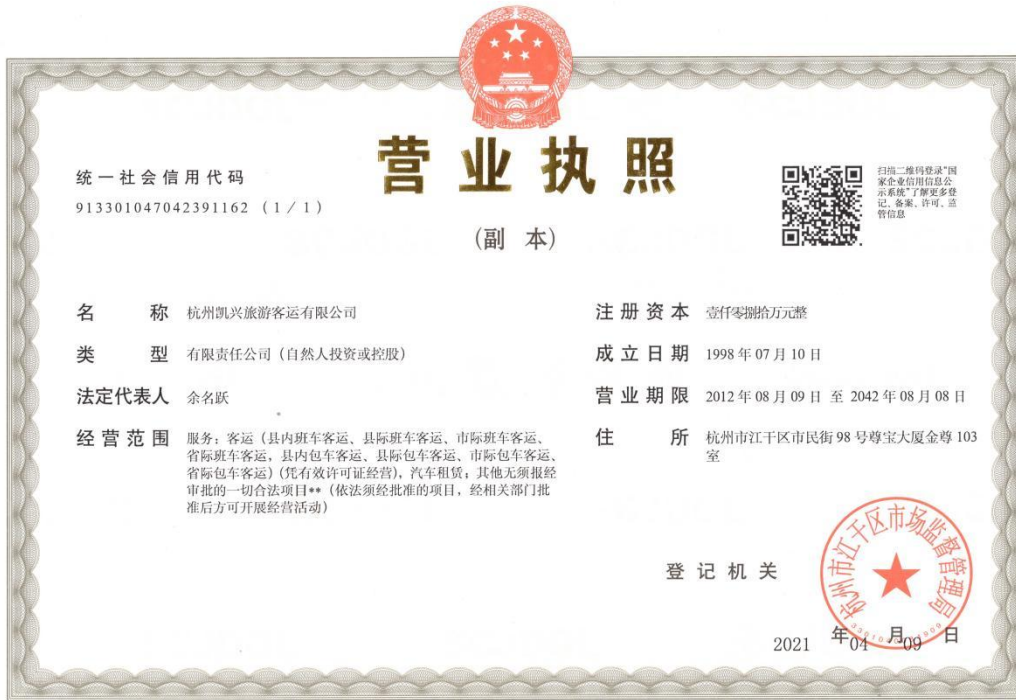 营业执照
(副 本)
统一社会信用代码
913301047042391162 (1/1)
扫描二维码登录"国
家企业信用信息公
示系统"了解更多登
记、备案、许可、监
管信息
名 称 杭州凯兴旅游客运有限公司
类 型 有限责任公司(自然人投资或控股)
法定代表人 余名跃
经营范围 服务:客运(县内班车客运、县际班车客运、市际班车客运、
省际班车客运,县内包车客运、县际包车客运、市际包车客运、
省际包车客运)(凭有效许可证经营),汽车租赁;其他无须报经
审批的一切合法项目**(依法须经批准的项目,经相关部门批
准后方可开展经营活动)
注册资本 壹仟零捌拾万元整
成立日期 1998年07月10日
营业期限 2012年08月09日 至 2042年08月08日
住 所 杭州市江干区市民街98号尊宝大厦金尊103
室
登记机关
杭州市江干区市场监督管理局
2021 年04 月09 日